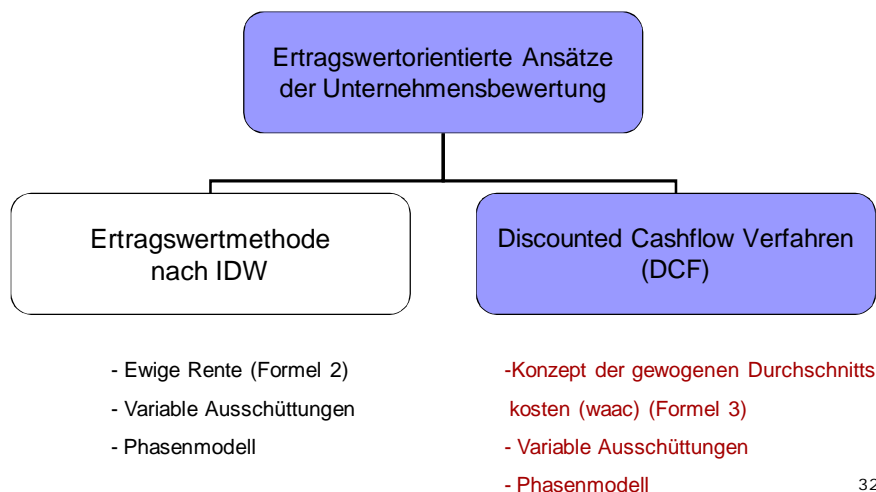 Ertragswertorientierte Ansätze
der Unternehmensbewertung
Ertragswertmethode
nach IDW
Discounted Cashflow Verfahren
(DCF)
- Ewige Rente (Formel 2)
- Variable Ausschüttungen
- Phasenmodell
-Konzept der gewogenen Durchschnitts
kosten (waac) (Formel 3)
- Variable Ausschüttungen
- Phasenmodell
32